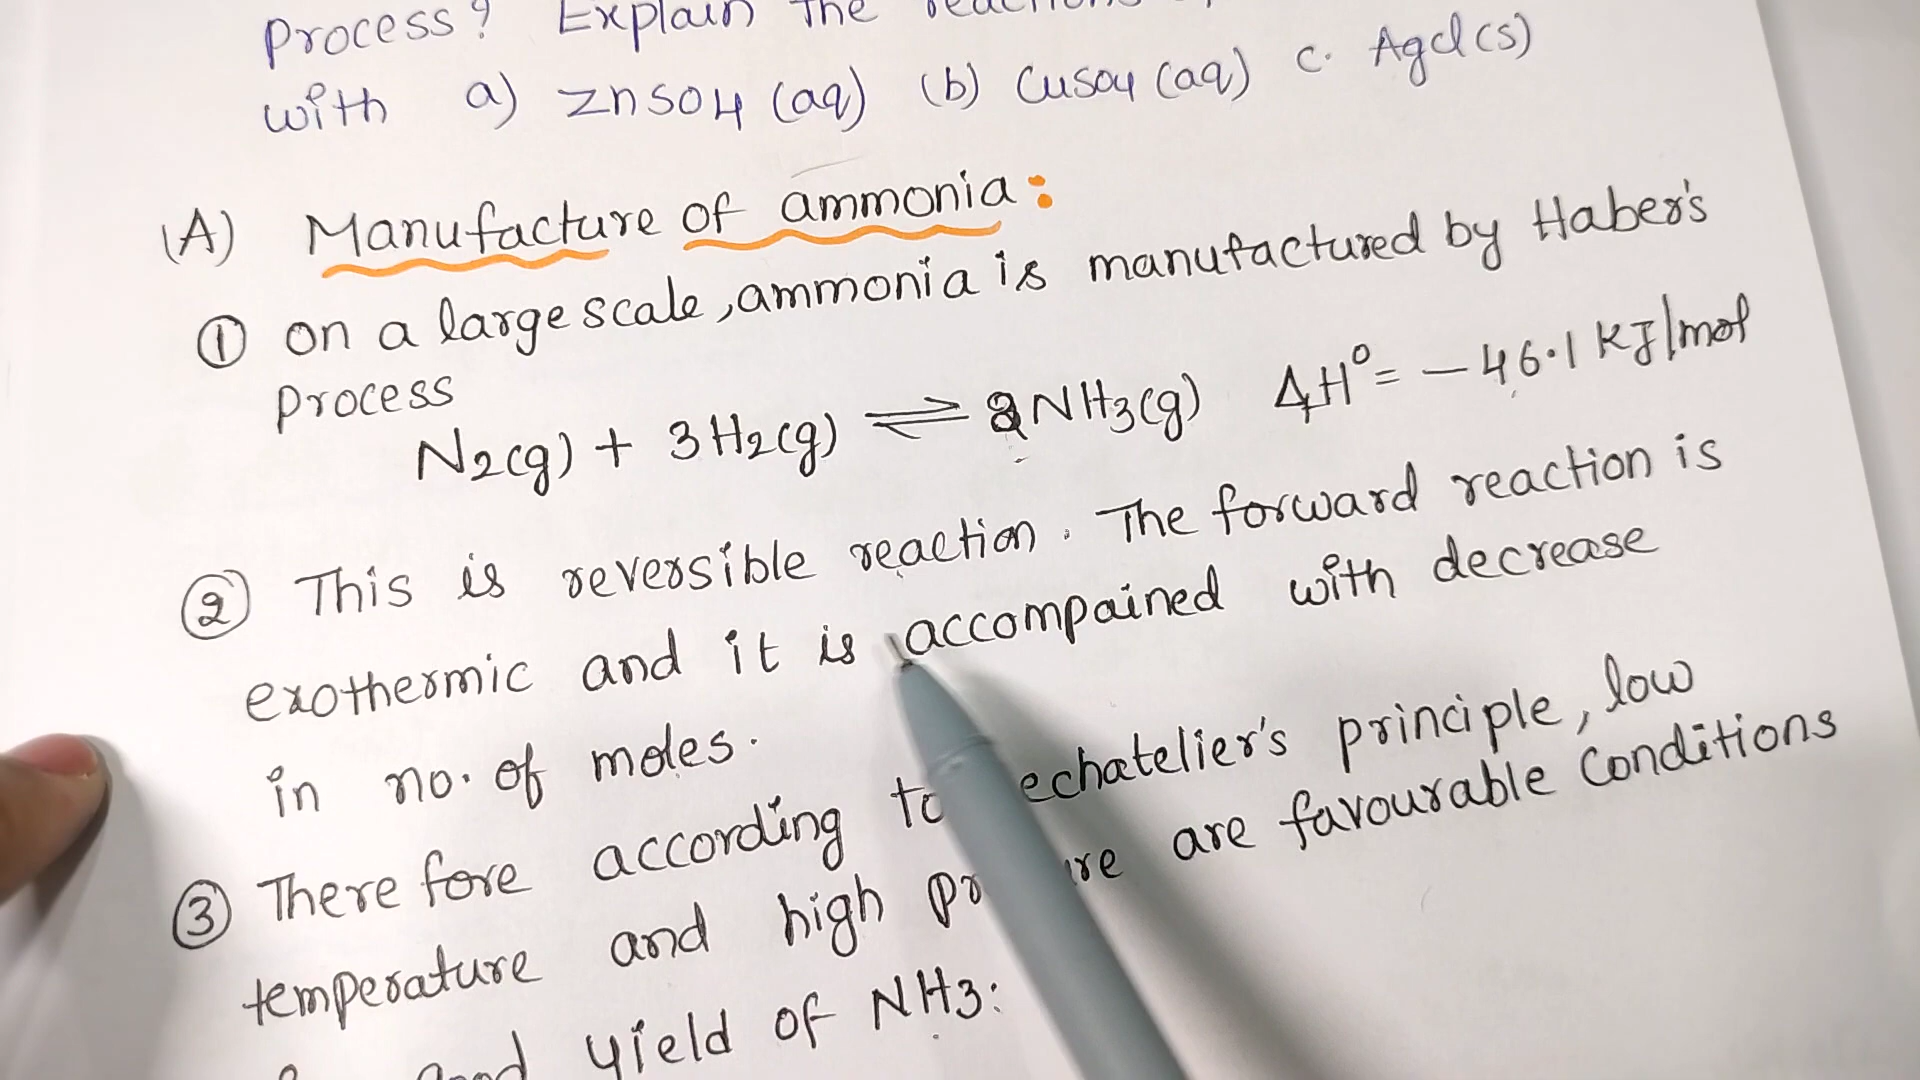 Process? Explain the
with a) ZnSO4 (aq) (b) CuSO4 (aq) c. Agcl(s)
(A) Manufacture of ammonia:
① on a large scale, ammonia is manufactured by Haber's
process
N2(g) + 3H2(g) ⇌ 2NH3(g) ΔH°= -46.1 KJ/mol
② This is reversible reaction. The forward reaction is
exothermic and it is accompained with decrease
in no. of moles.
③ There fore according to echatelier's principle, low
temperature and high are favourable conditions
yield of NH3: